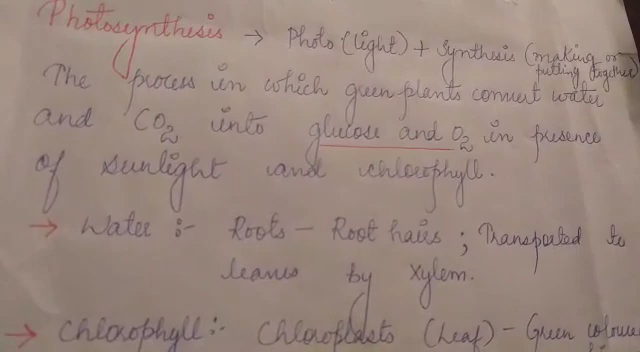 Photosynthesis → Photo (light) + Synthesis (making or putting together)
The process in which green plants convert water
and CO2 into glucose and O2 in presence
of sunlight and chlorophyll.
→ Water :- Roots - Root hairs ; Transported to
leaves by xylem.
→ Chlorophyll :- Chloroplasts (Leaf) - Green colour